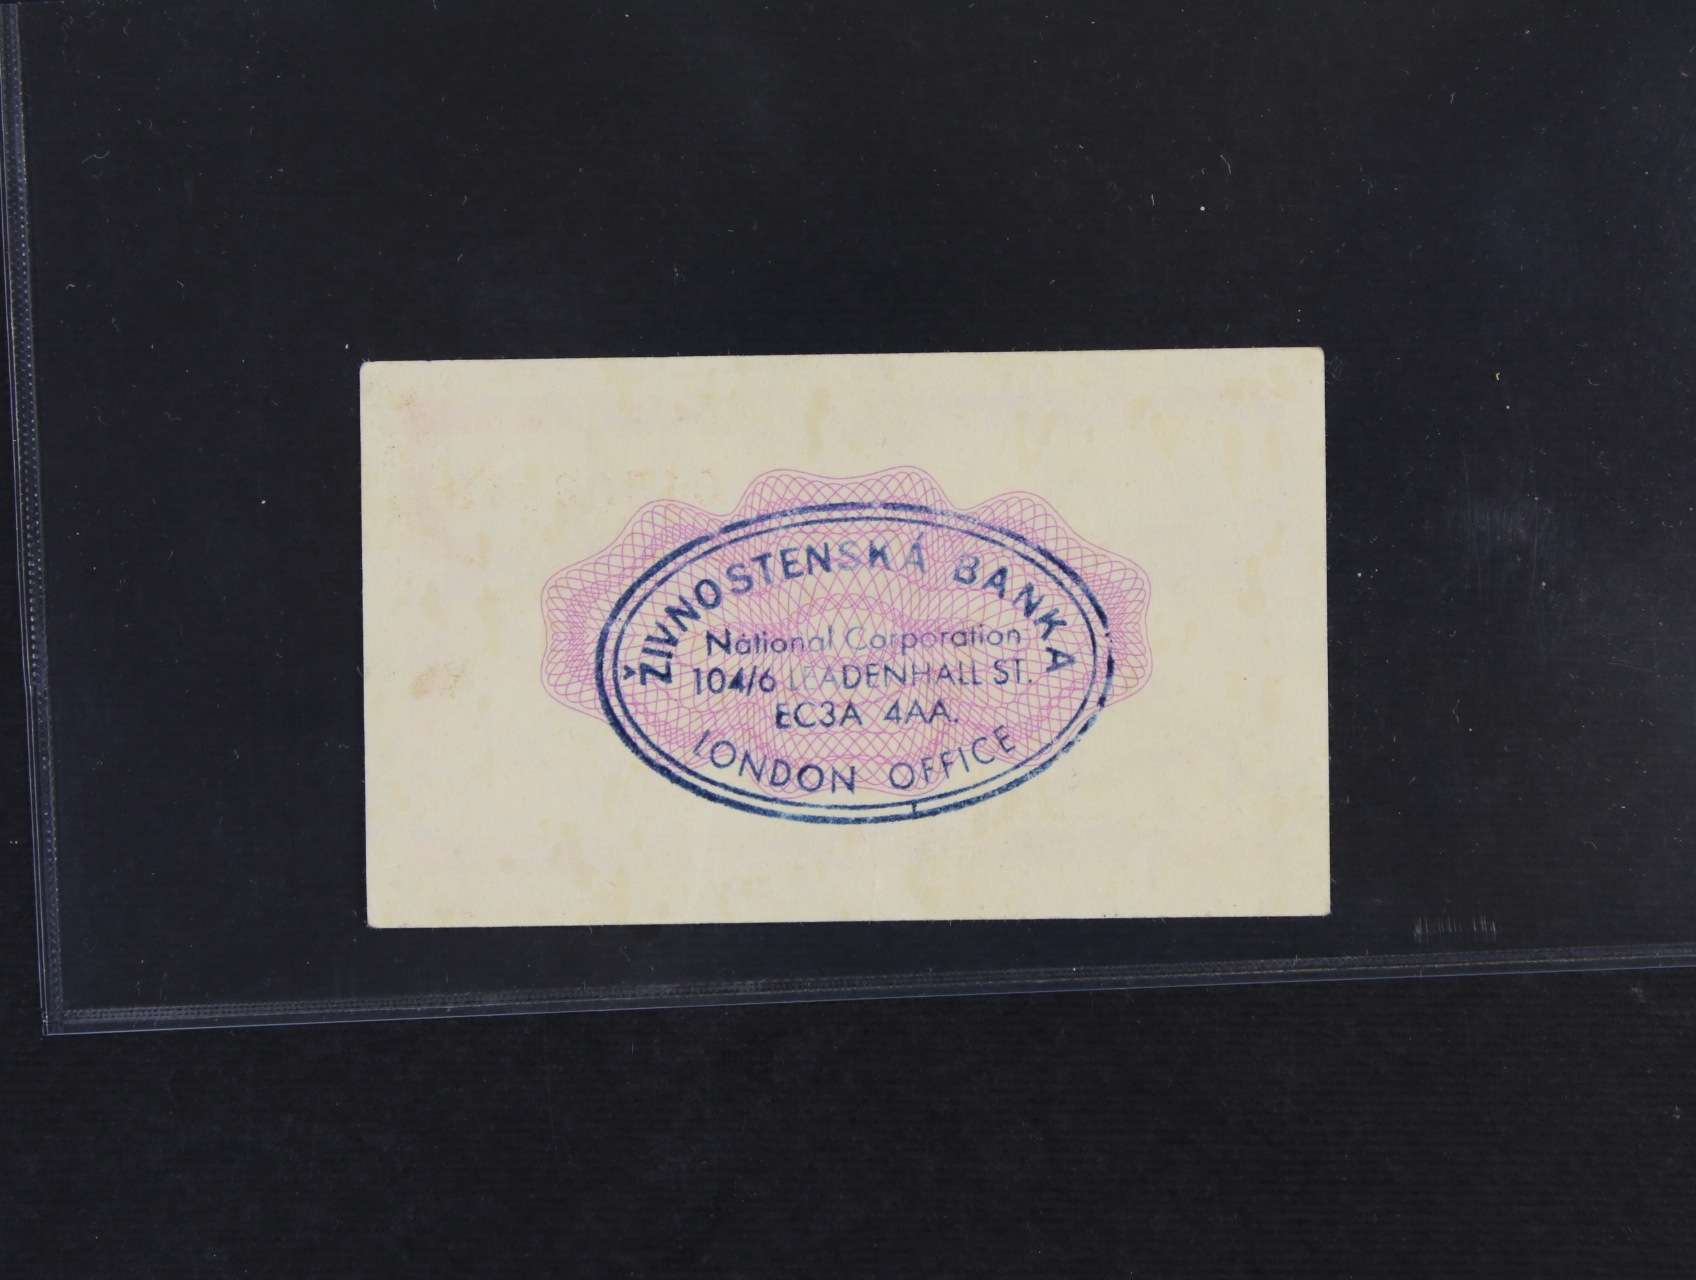 ŽIVNOSTENSKÁ BANKA
National Corporation
104/6 LEADENHALL ST.
EC3A 4AA.
LONDON OFFICE